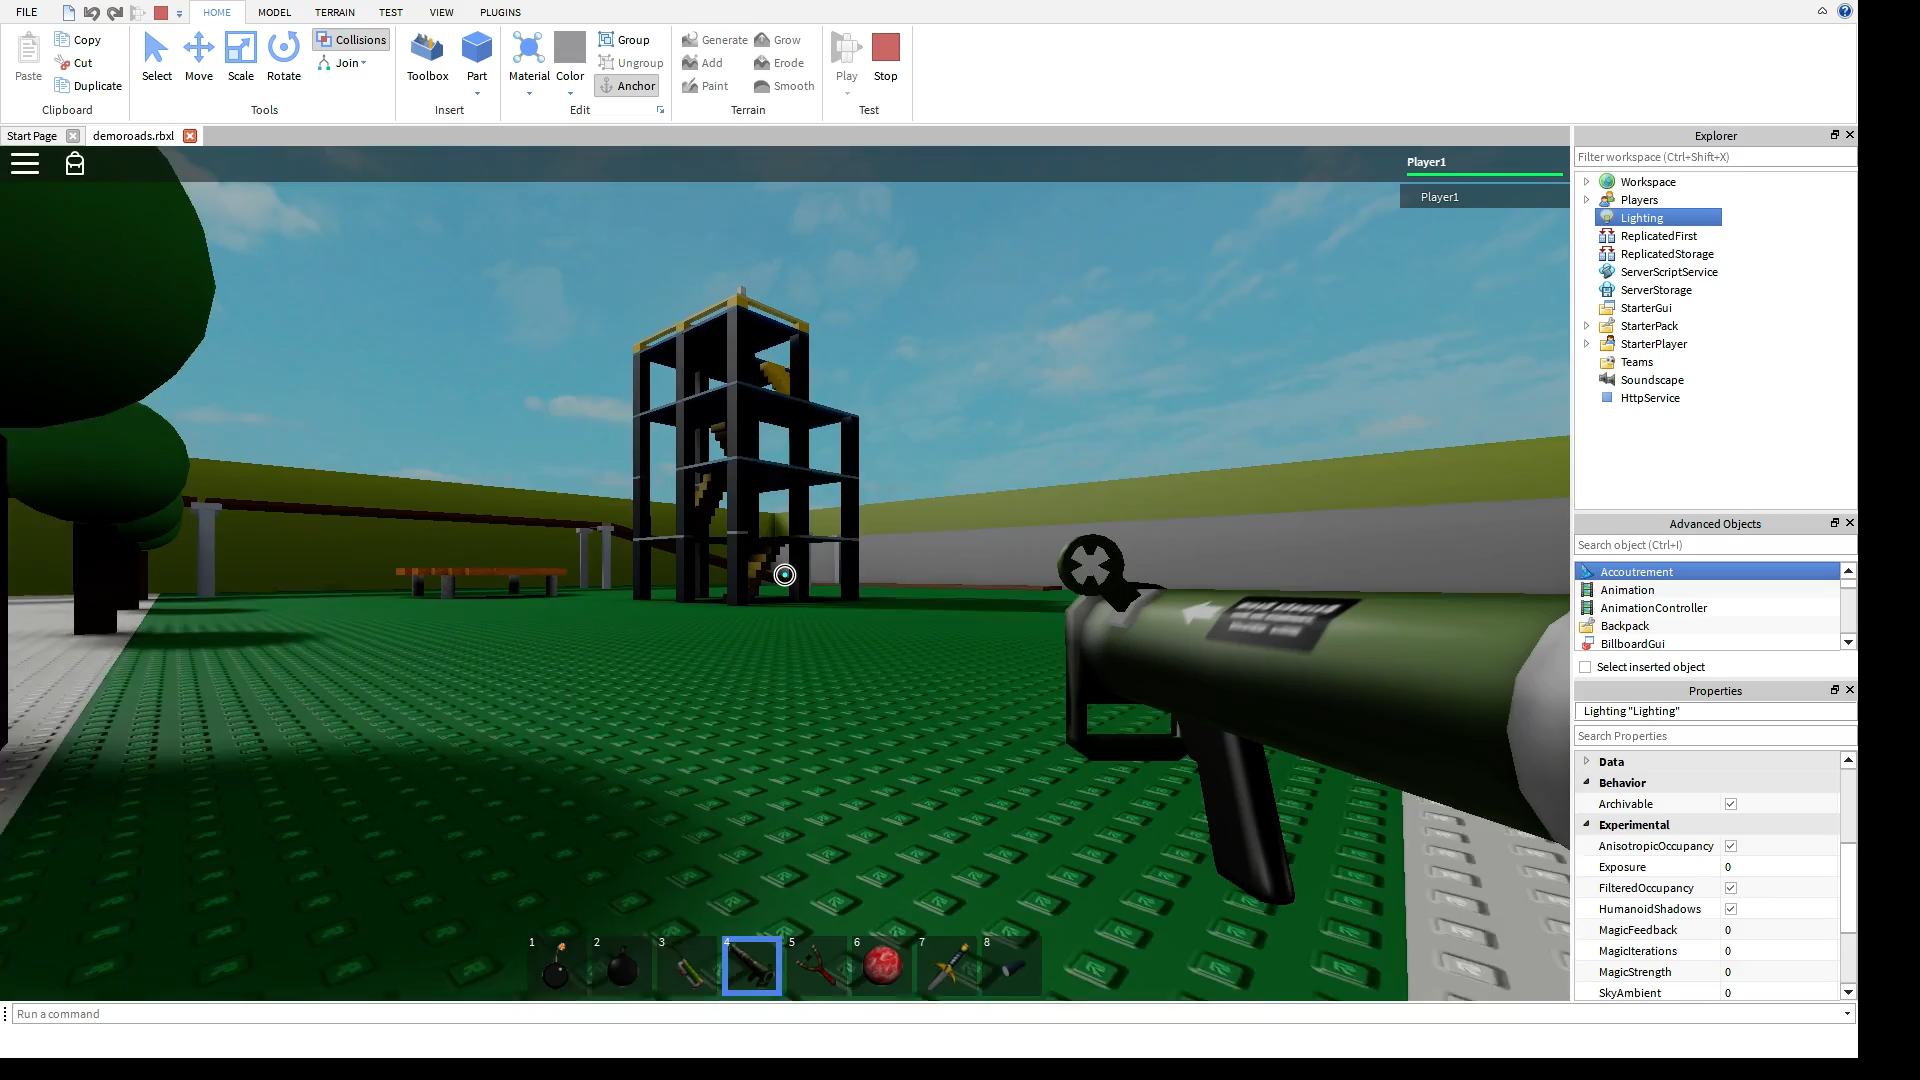 FILE HOME MODEL TERRAIN TEST VIEW PLUGINS
Paste
Copy
Cut
Duplicate
Clipboard
Select
Move
Scale
Rotate
Collisions
Join
Tools
Toolbox
Part
Insert
Material
Color
Group
Ungroup
Anchor
Edit
Generate
Add
Paint
Grow
Erode
Smooth
Terrain
Play
Stop
Test
Start Page
demoroads.rbxl
Player1
Player1
1 2 3 4 5 6 7 8
Run a command
Explorer
Filter workspace (Ctrl+Shift+X)
Workspace
Players
Lighting
ReplicatedFirst
ReplicatedStorage
ServerScriptService
ServerStorage
StarterGui
StarterPack
StarterPlayer
Teams
Soundscape
HttpService
Advanced Objects
Search object (Ctrl+I)
Accoutrement
Animation
AnimationController
Backpack
BillboardGui
Select inserted object
Properties
Lighting "Lighting"
Search Properties
Data
Behavior
Archivable
Experimental
AnisotropicOccupancy
Exposure 0
FilteredOccupancy
HumanoidShadows
MagicFeedback 0
MagicIterations 0
MagicStrength 0
SkyAmbient 0